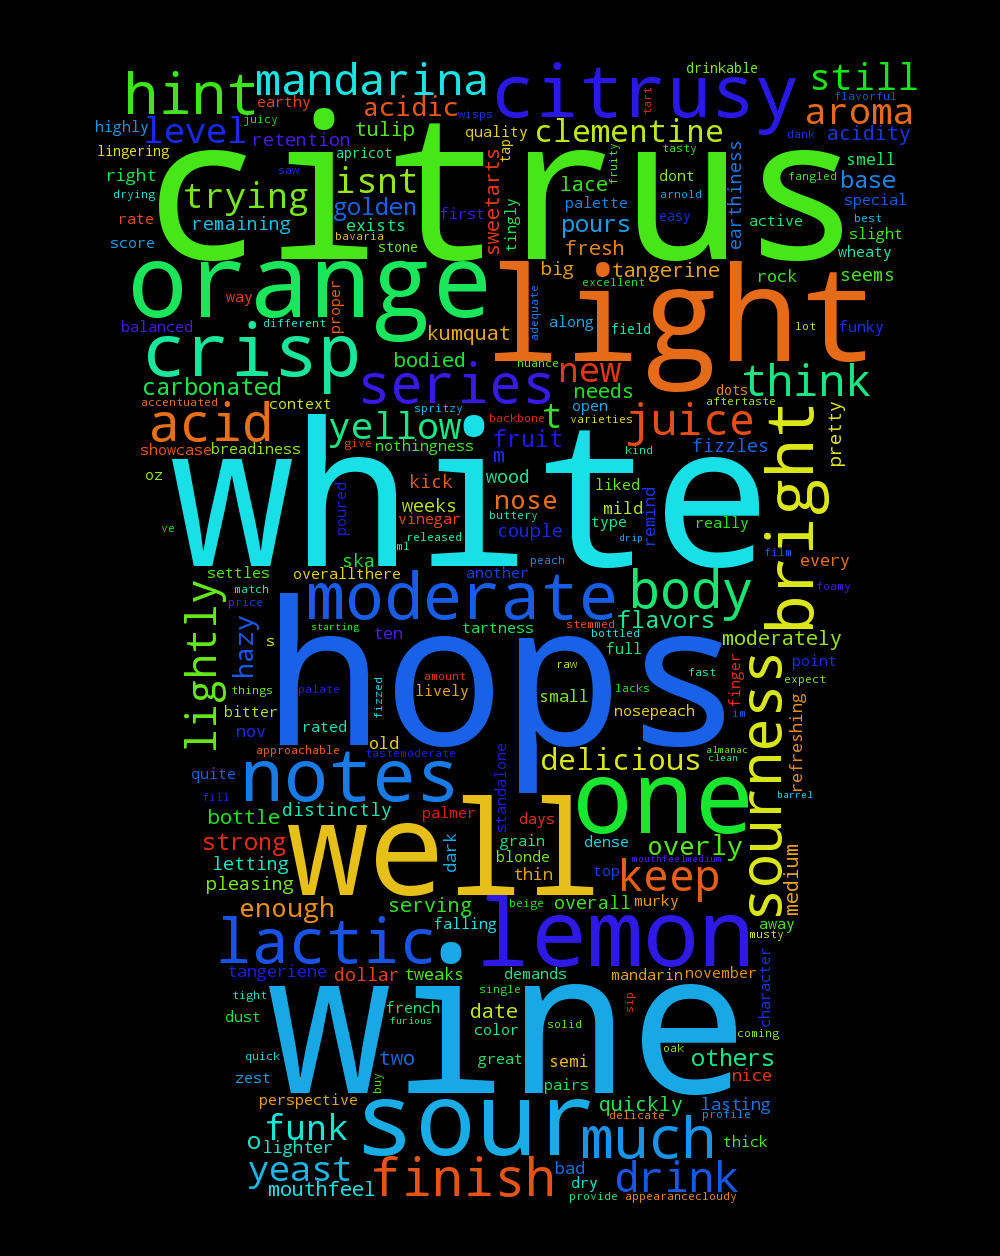 drinkable
hint mandarina citrusy still
earthy acidic wisps tart flavorful aroma
highly level juicy retention tulip quality tap clementine dank acidity
lingering apricot fruity tasty smell
citrus
right saw isnt sweetarts lace dont fangled base
drying trying golden palette arnold earthiness special
rate remaining exists first tingly pours easy active best
score bavaria stone fresh slight
wheaty
orange big tangerine rock seems
way proper excellent light
balanced different kumquat adequate along field lot funky
crisp bodied nuance new
carbonated series needs dots think
accentuated context spritzy t open aftertaste
acid yellow backbone varieties juice
showcase breadiness give nothingness fruit kind fizzles pretty
oz m wood bright
white kick nose liked
poured weeks buttery mild remind
vinegar type really
ve released couple drip
ml ska peach film every
settles overallthere another body foamy
match price moderate
lightly hazy starting ten tartness stemmed flavors
s bottled full moderately
hops raw fast finger point
things palate fizzed amount lively small lacks expect
bitter nosepeach im refreshing
nov rated sourness
approachable old tastemoderate almanac
quite notes standalone delicious clean
fill one barrel
bottle distinctly palmer days
strong well dark grain dense overly
letting blonde mouthfeelmedium
pleasing thin top keep medium
enough serving beige overall murky
lactic falling lemon away
musty
tangeriene dollar tweaks demands mandarin november character
tight single sip
dust wine french date
furious color solid coming
quick two great semi oak others
zest buy pairs nice
perspective quickly lasting
funk sour delicate profile
o lighter much thick
yeast finish bad drink
mouthfeel dry
provide appearancecloudy